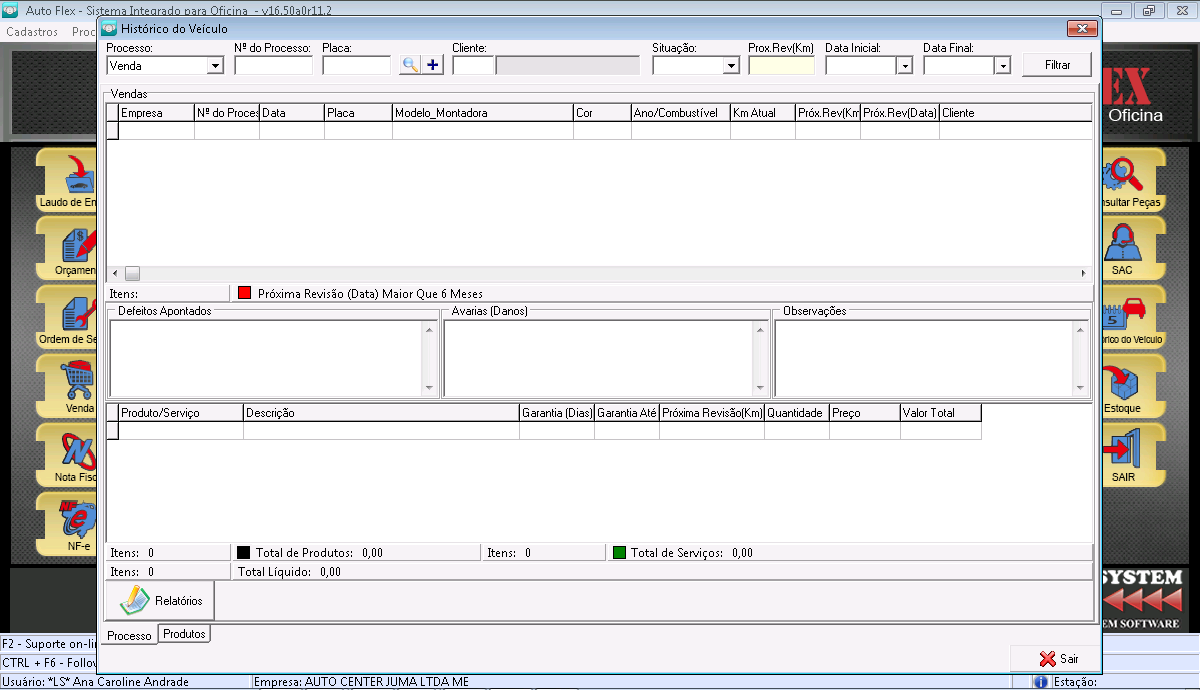 Auto Flex - Sistema Integrado para Oficina - v16.50a0r11.2
Cadastros Proc
Histórico do Veículo
Processo: Nº do Processo: Placa: Cliente: Situação: Prox.Rev(Km) Data Inicial: Data Final:
Venda Filtrar
EX
Oficina
Vendas
Empresa Nº do Proces Data Placa Modelo_Montadora Cor Ano/Combustível Km Atual Próx.Rev(Km Próx.Rev(Data) Cliente
Laudo de En
Orçamen
Ordem de Se
Venda
Nota Fisc
NF-e
nsultar Peças
SAC
5
órico do Veículo
Estoque
SAIR
Itens: Próxima Revisão (Data) Maior Que 6 Meses
Defeitos Apontados Avarias (Danos) Observações
Produto/Serviço Descrição Garantia (Dias) Garantia Até Próxima Revisão(Km) Quantidade Preço Valor Total
Itens: 0 Total de Produtos: 0,00 Itens: 0 Total de Serviços: 0,00
Itens: 0 Total Líquido: 0,00
Relatórios
Processo Produtos
Sair
SYSTEM
EM SOFTWARE
F2 - Suporte on-li
CTRL + F6 - Follow
Usuário: *LS* Ana Caroline Andrade Empresa: AUTO CENTER JUMA LTDA ME Estação: